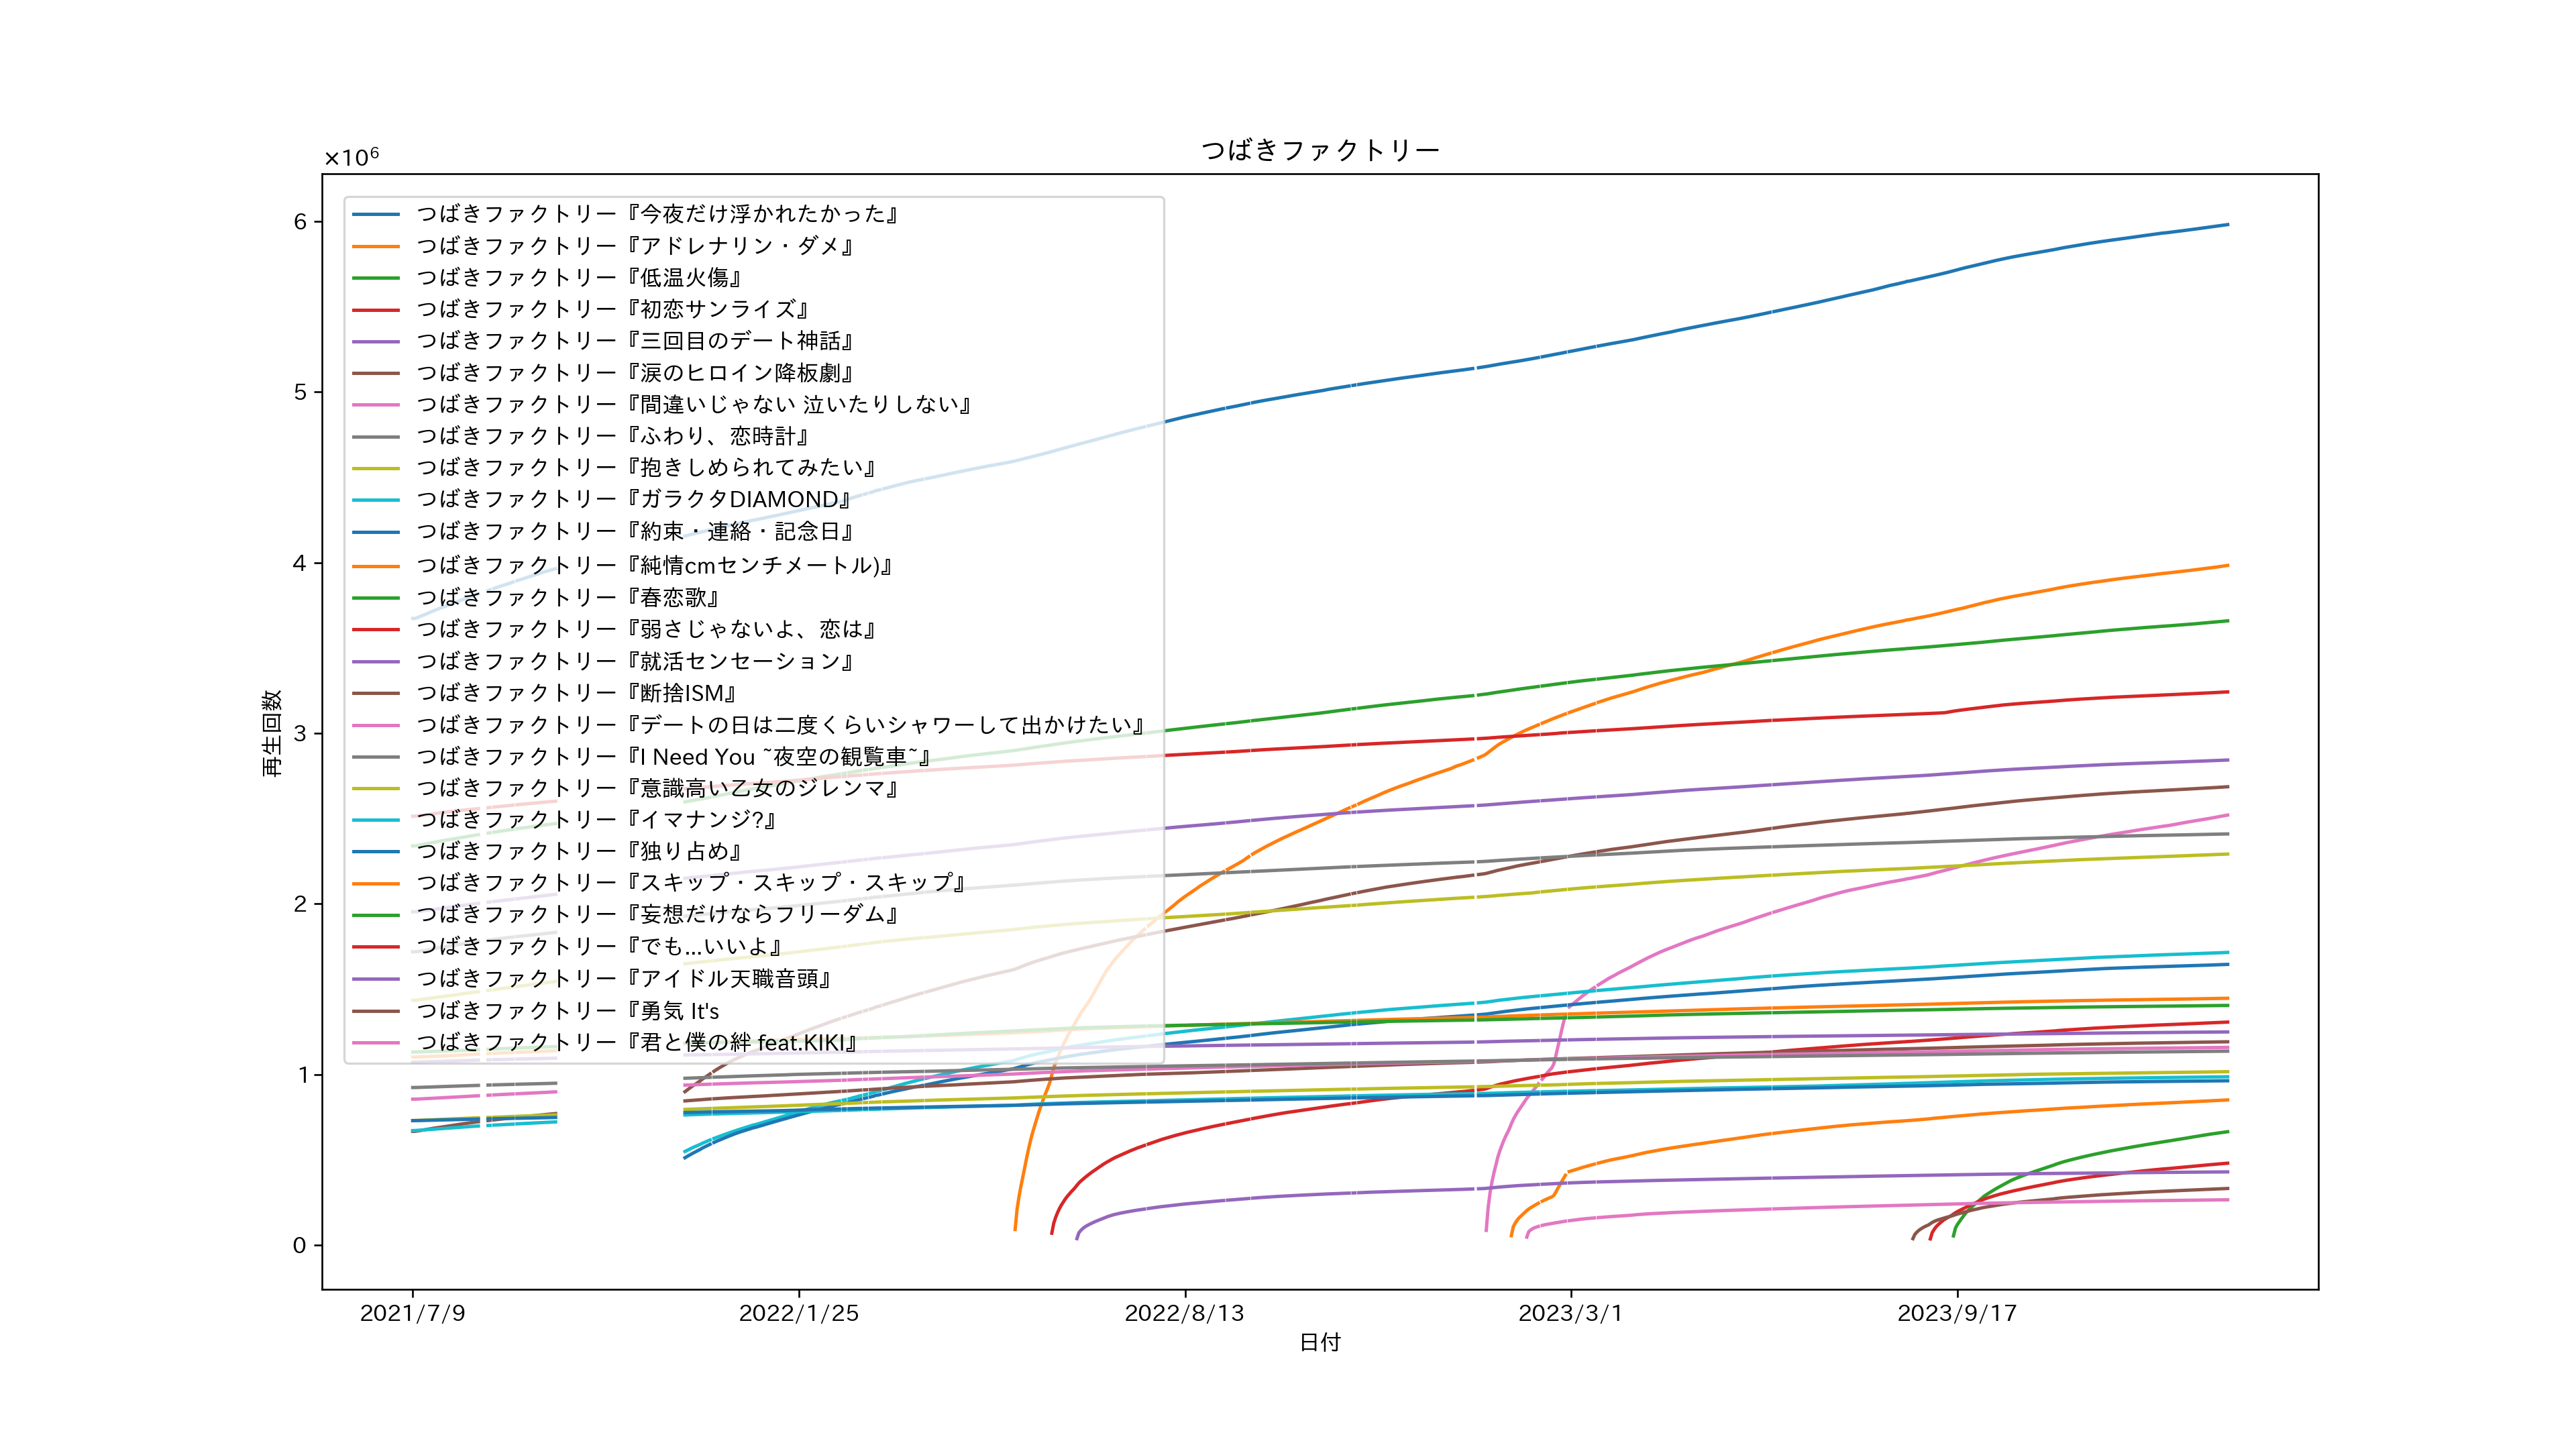 つばきファクトリー
×10⁶
つばきファクトリー『今夜だけ浮かれたかった』
つばきファクトリー『アドレナリン・ダメ』
つばきファクトリー『低温火傷』
つばきファクトリー『初恋サンライズ』
つばきファクトリー『三回目のデート神話』
つばきファクトリー『涙のヒロイン降板劇』
つばきファクトリー『間違いじゃない 泣いたりしない』
つばきファクトリー『ふわり、恋時計』
つばきファクトリー『抱きしめられてみたい』
つばきファクトリー『ガラクタDIAMOND』
つばきファクトリー『約束・連絡・記念日』
つばきファクトリー『純情cmセンチメートル)』
つばきファクトリー『春恋歌』
つばきファクトリー『弱さじゃないよ、恋は』
つばきファクトリー『就活センセーション』
つばきファクトリー『断捨ISM』
つばきファクトリー『デートの日は二度くらいシャワーして出かけたい』
つばきファクトリー『I Need You ~夜空の観覧車~』
つばきファクトリー『意識高い乙女のジレンマ』
つばきファクトリー『イマナンジ?』
つばきファクトリー『独り占め』
つばきファクトリー『スキップ・スキップ・スキップ』
つばきファクトリー『妄想だけならフリーダム』
つばきファクトリー『でも...いいよ』
つばきファクトリー『アイドル天職音頭』
つばきファクトリー『勇気 It's
つばきファクトリー『君と僕の絆 feat.KIKI』
6
5
4
3
2
1
0
再生回数
2021/7/9
2022/1/25
2022/8/13
2023/3/1
2023/9/17
日付